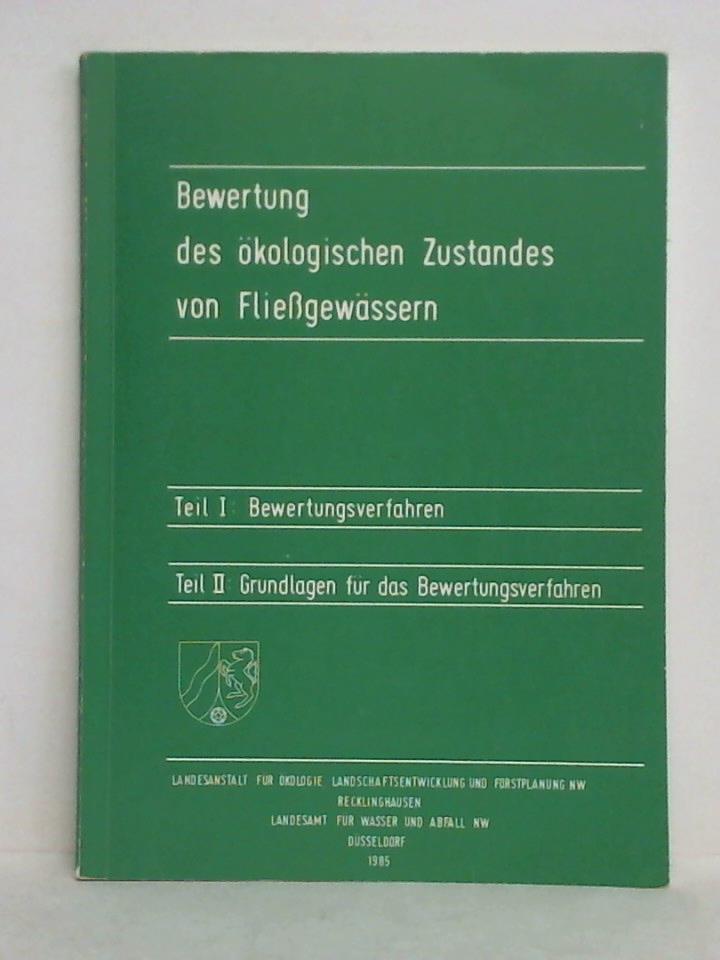 Bewertung
des ökologischen Zustandes
von Fließgewässern
Teil I: Bewertungsverfahren
Teil II: Grundlagen für das Bewertungsverfahren
LANDESANSTALT FÜR ÖKOLOGIE LANDSCHAFTSENTWICKLUNG UND FORSTPLANUNG NW
RECKLINGHAUSEN
LANDESAMT FÜR WASSER UND ABFALL NW
DÜSSELDORF
1985